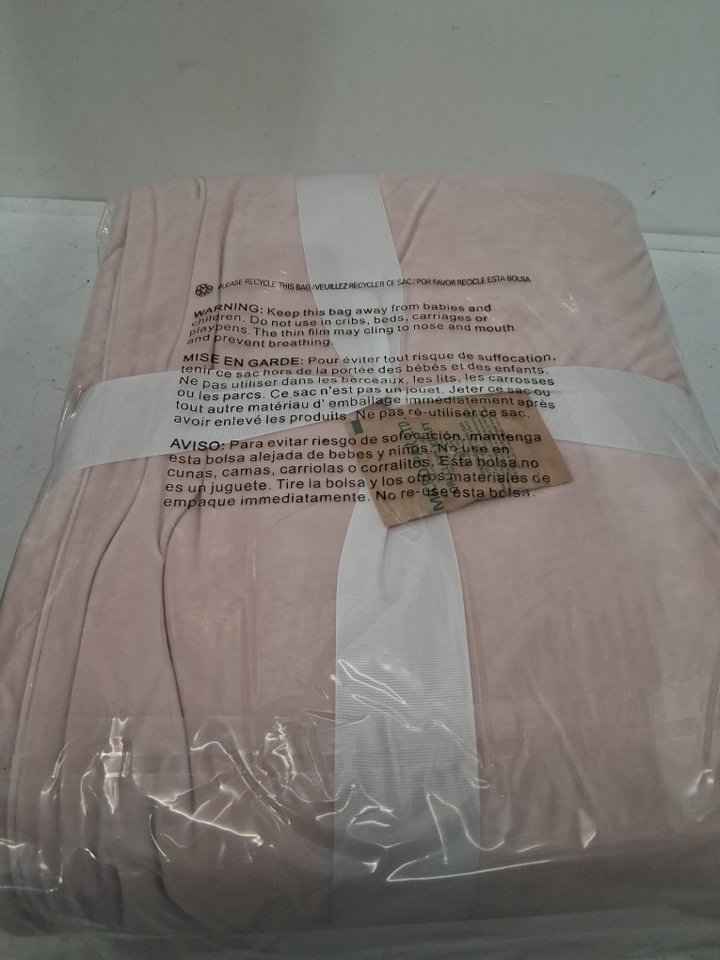 PLEASE RECYCLE THIS BAG/VEUILLEZ RECYCLER CE SAC/POR FAVOR RECICLE ESTA BOLSA
WARNING: Keep this bag away from babies and
children. Do not use in cribs, beds, carriages or
playpens. The thin film may cling to nose and mouth
and prevent breathing.
MISE EN GARDE: Pour éviter tout risque de suffocation,
tenir ce sac hors de la portée des bébés et des enfants.
Ne pas utiliser dans les berceaux, les lits, les carrosses
ou les parcs. Ce sac n'est pas un jouet. Jeter ce sac ou
tout autre matériau d' emballage immédiatement après
avoir enlevé les produits. Ne pas ré-utiliser ce sac.
AVISO: Para evitar riesgo de sofocación, mantenga
esta bolsa alejada de bebes y niños. No use en
cunas, camas, carriolas o corralitos. Esta bolsa no
es un juguete. Tire la bolsa y los otros materiales de
empaque immediatamente. No re-use esta bolsa.